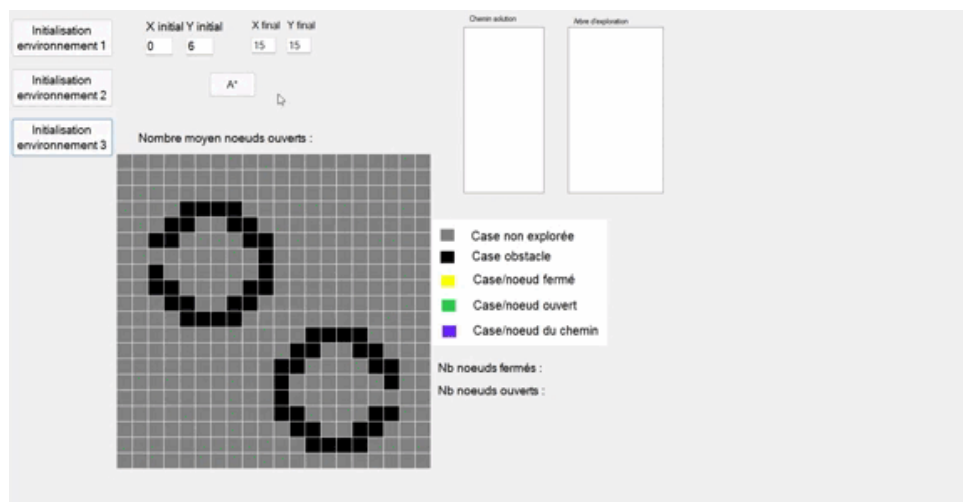 Initialisation
environnement 1
X initial Y initial
X final Y final
0 6 15 15
Chemin solution
Arbre d'exploration
Initialisation
environnement 2
A*
Initialisation
environnement 3
Nombre moyen noeuds ouverts :
Case non explorée
Case obstacle
Case/noeud fermé
Case/noeud ouvert
Case/noeud du chemin
Nb noeuds fermés :
Nb noeuds ouverts :